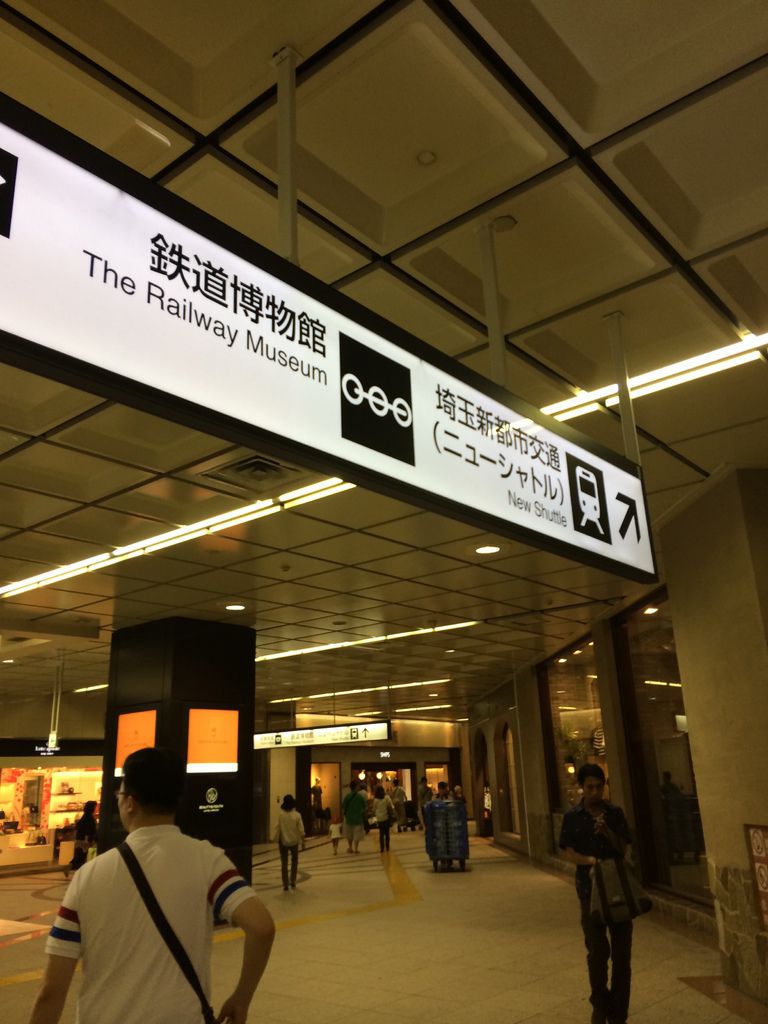 鉄道博物館
The Railway Museum
埼玉新都市交通
(ニューシャトル)
New Shuttle
SHIPS